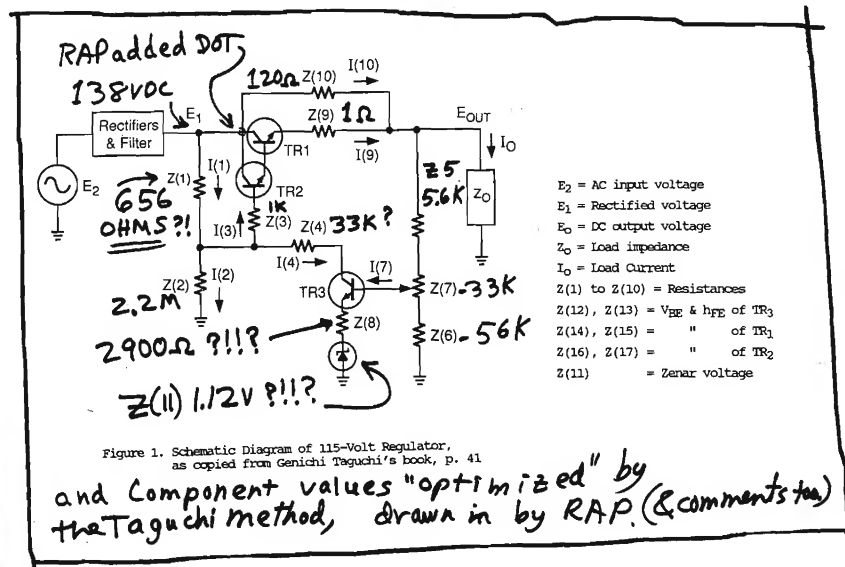 RAP added DOT
138VDC
E1
Rectifiers
& Filter
E2
Z(1)
I(1)
656
OHMS?!
TR1
TR2
120Ω Z(10)
I(10)
Z(9) 1Ω
I(9)
EOUT
IO
ZO
Z5
5.6K
1K
Z(3)
I(3)
Z(4) 33K?
I(4)
I(7)
TR3
Z(7)-33K
Z(2)
I(2)
2.2M
Z(8)
2900Ω ?!!?
Z(6)-56K
Z(11) 1.12V ?!!?
E2 = AC input voltage
E1 = Rectified voltage
EO = DC output voltage
ZO = Load impedance
IO = Load Current
Z(1) to Z(10) = Resistances
Z(12), Z(13) = VBE & hFE of TR3
Z(14), Z(15) = " of TR1
Z(16), Z(17) = " of TR2
Z(11) = Zenar voltage
Figure 1. Schematic Diagram of 115-Volt Regulator,
as copied from Genichi Taguchi's book, p. 41
and Component values "optimized" by
the Taguchi method, drawn in by RAP. (& comments too)